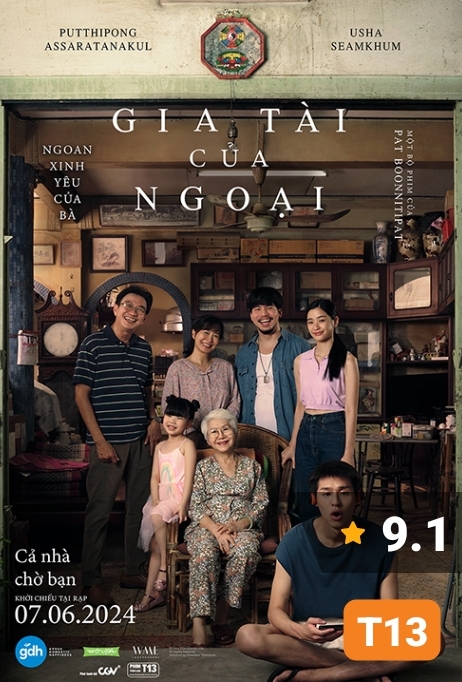 PUTTHIPONG
ASSARATANAKUL
USHA
SEAMKHUM
GIA TÀI
CỦA
NGOẠI
NGOAN
XINH
YÊU
CỦA
BÀ
MỘT BỘ PHIM CỦA
PAT BOONNITIPAT
9.1
Cả nhà
chờ bạn
KHỞI CHIẾU TẠI RẠP
07.06.2024
T13
gdh
CGV
PHIM
T13